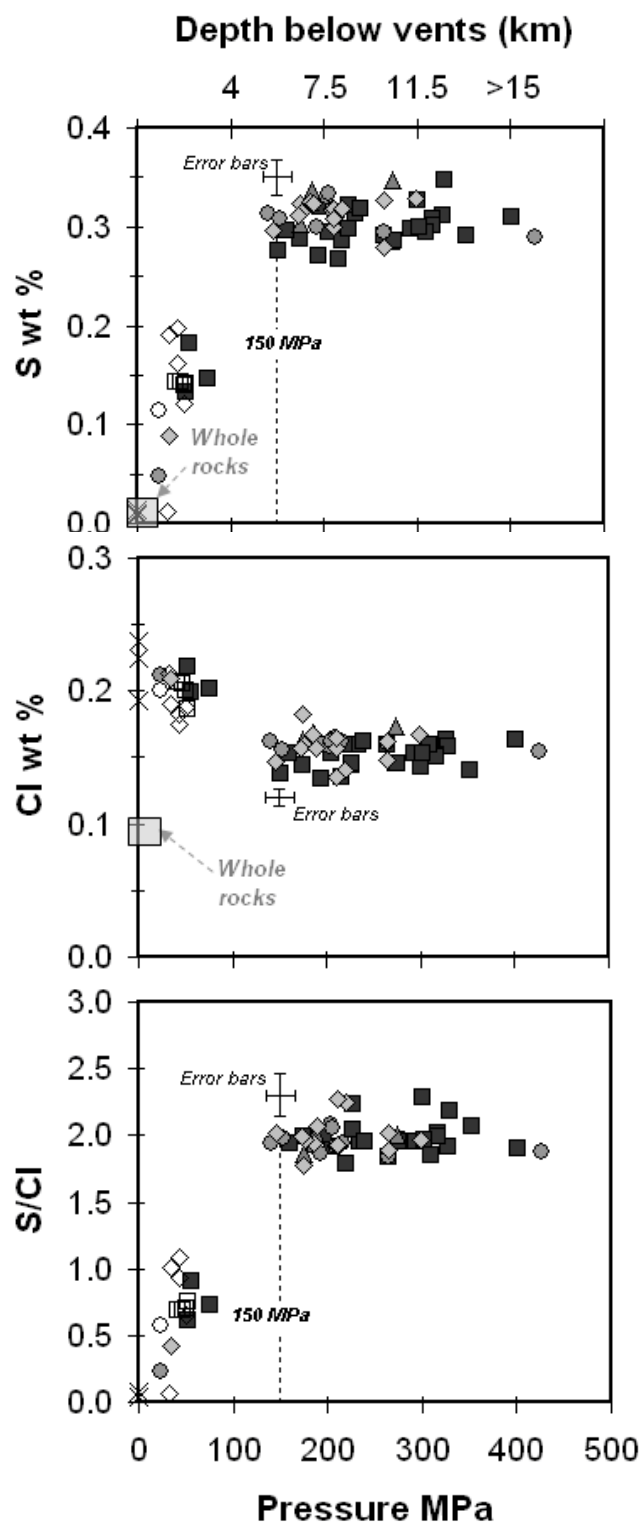 Depth below vents (km)
4 7.5 11.5 >15
0.4
Error bars
0.3
S wt %
0.2
150 MPa
0.1
Whole
rocks
0.0
0.3
0.2
Cl wt %
Error bars
0.1
Whole
rocks
0.0
3.0
2.5
Error bars
2.0
S/Cl
1.5
1.0
150 MPa
0.5
0.0
0 100 200 300 400 500
Pressure MPa